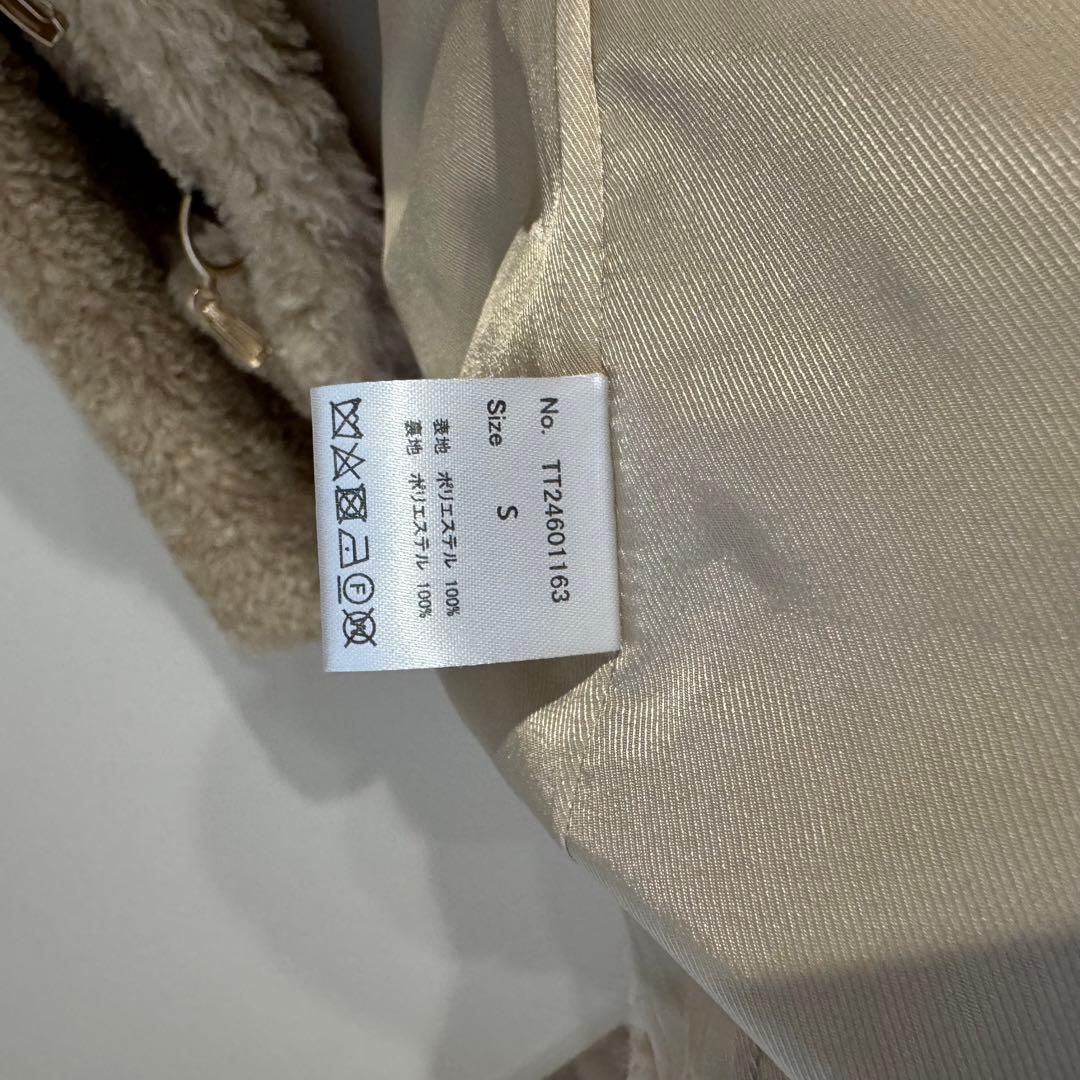 No. TT24601163
Size S
表地 ポリエステル 100%
裏地 ポリエステル 100%
F
W